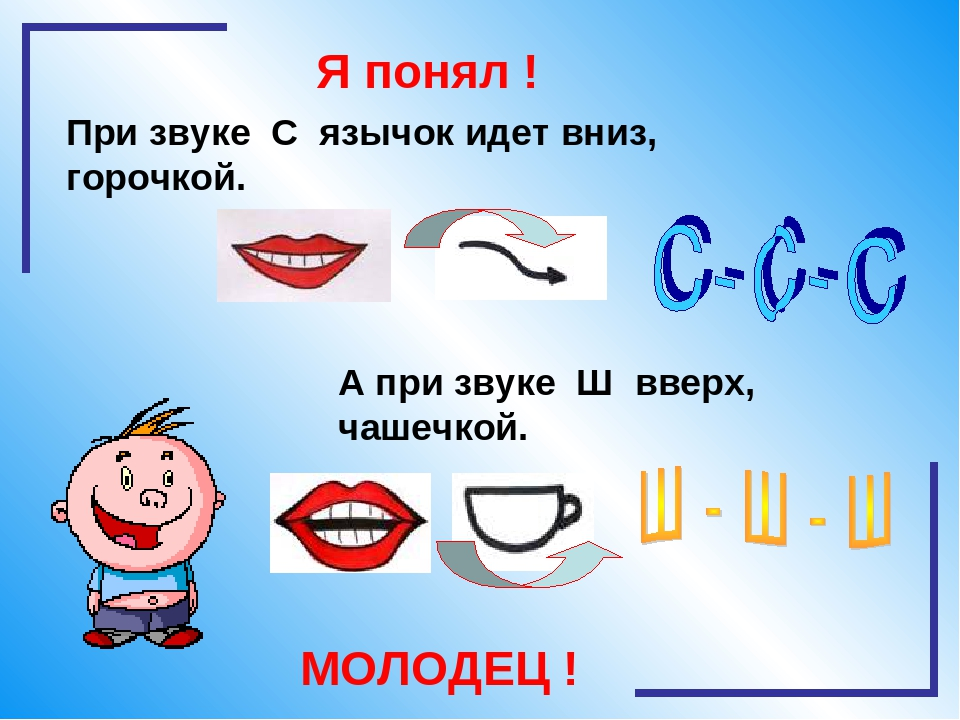 Я понял !
При звуке С язычок идет вниз,
горочкой.
С-С-С
А при звуке Ш вверх,
чашечкой.
Ш - Ш - Ш
МОЛОДЕЦ !